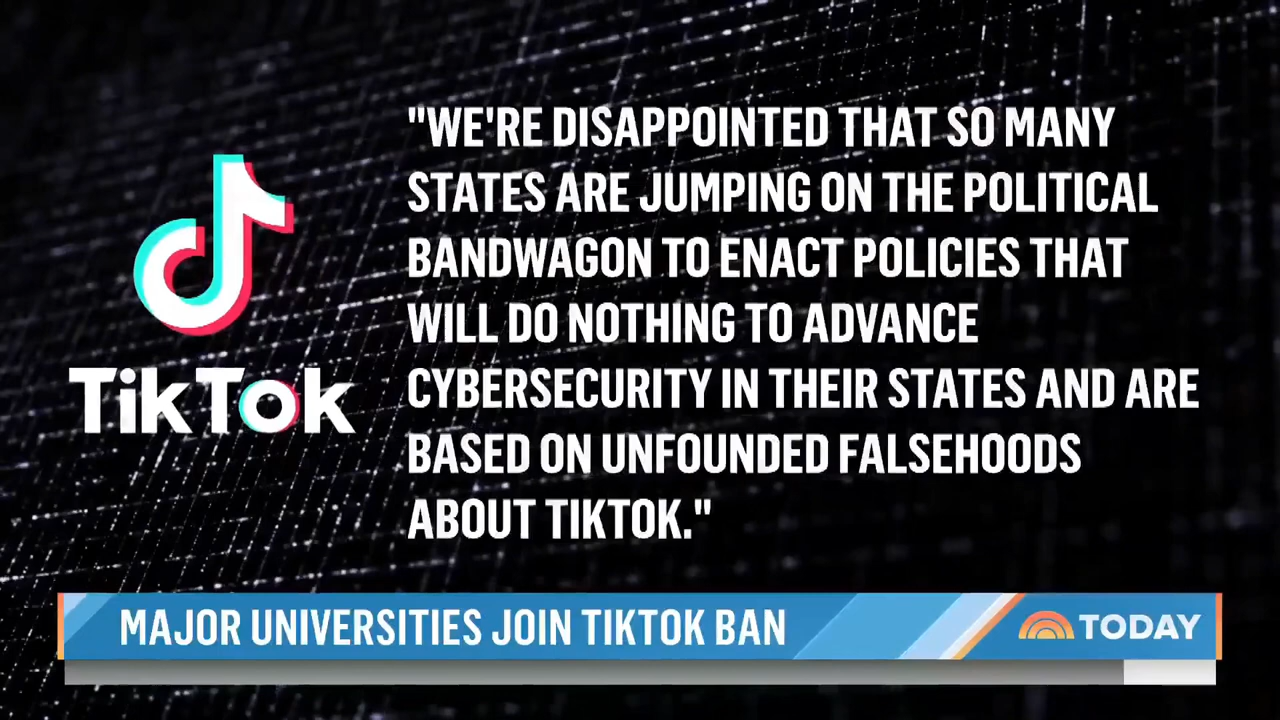 "WE'RE DISAPPOINTED THAT SO MANY
STATES ARE JUMPING ON THE POLITICAL
BANDWAGON TO ENACT POLICIES THAT
WILL DO NOTHING TO ADVANCE
CYBERSECURITY IN THEIR STATES AND ARE
BASED ON UNFOUNDED FALSEHOODS
ABOUT TIKTOK."
TikTok
MAJOR UNIVERSITIES JOIN TIKTOK BAN
TODAY